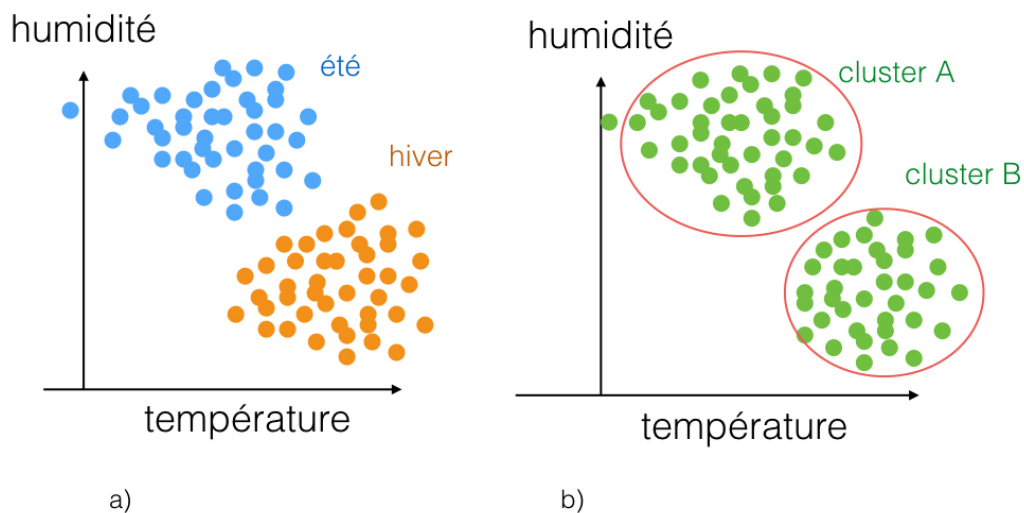 humidité
été
hiver
température
a)
humidité
cluster A
cluster B
température
b)